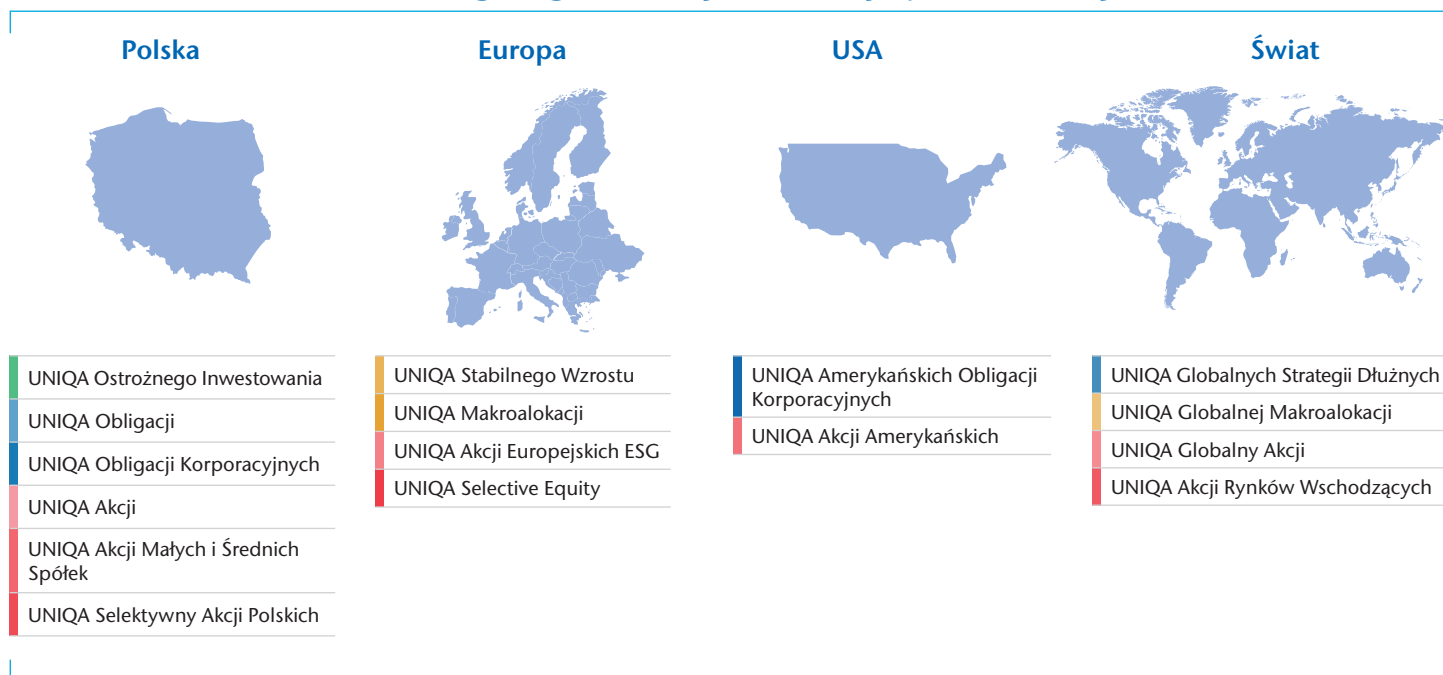 Polska
UNIQA Ostrożnego Inwestowania
UNIQA Obligacji
UNIQA Obligacji Korporacyjnych
UNIQA Akcji
UNIQA Akcji Małych i Średnich
Spółek
UNIQA Selektywny Akcji Polskich
Europa
UNIQA Stabilnego Wzrostu
UNIQA Makroalokacji
UNIQA Akcji Europejskich ESG
UNIQA Selective Equity
USA
UNIQA Amerykańskich Obligacji
Korporacyjnych
UNIQA Akcji Amerykańskich
Świat
UNIQA Globalnych Strategii Dłużnych
UNIQA Globalnej Makroalokacji
UNIQA Globalny Akcji
UNIQA Akcji Rynków Wschodzących